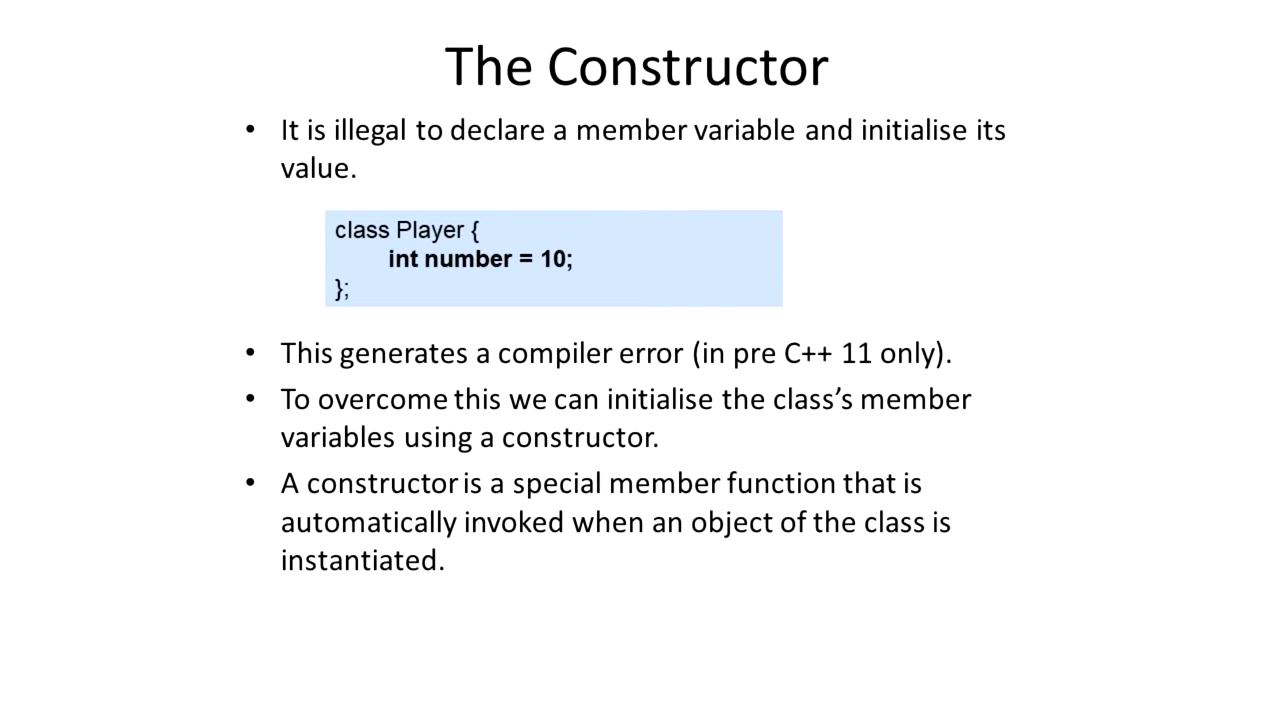 The Constructor
• It is illegal to declare a member variable and initialise its
value.
class Player {
int number = 10;
};
• This generates a compiler error (in pre C++ 11 only).
• To overcome this we can initialise the class’s member
variables using a constructor.
• A constructor is a special member function that is
automatically invoked when an object of the class is
instantiated.